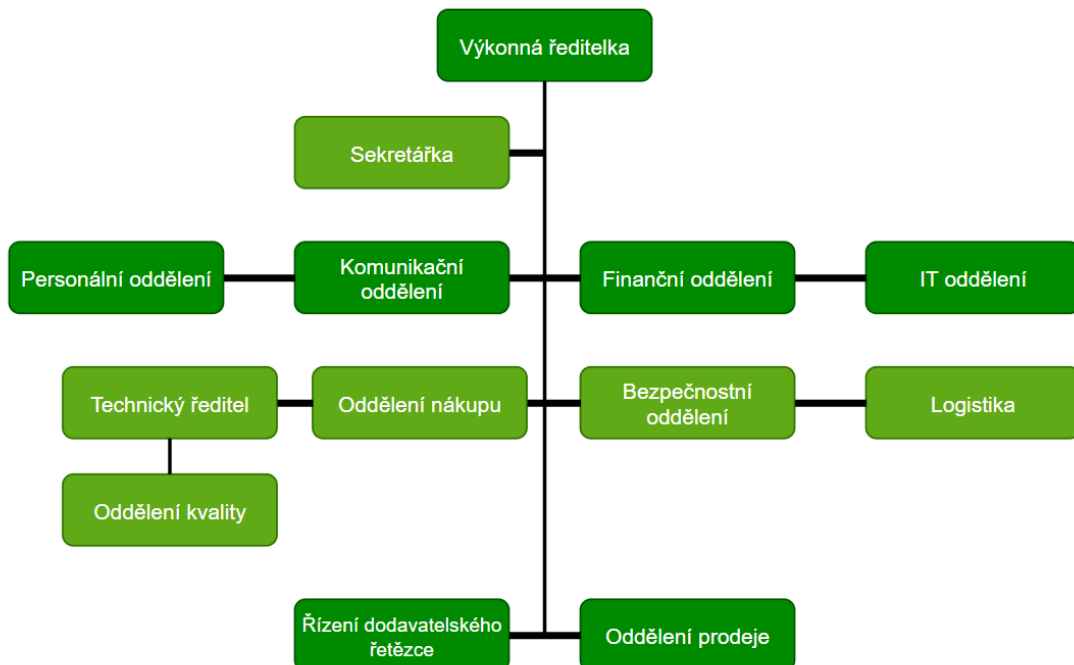 Výkonná ředitelka
Sekretářka
Personální oddělení
Komunikační
oddělení
Finanční oddělení
IT oddělení
Technický ředitel
Oddělení nákupu
Bezpečnostní
oddělení
Logistika
Oddělení kvality
Řízení dodavatelského
řetězce
Oddělení prodeje